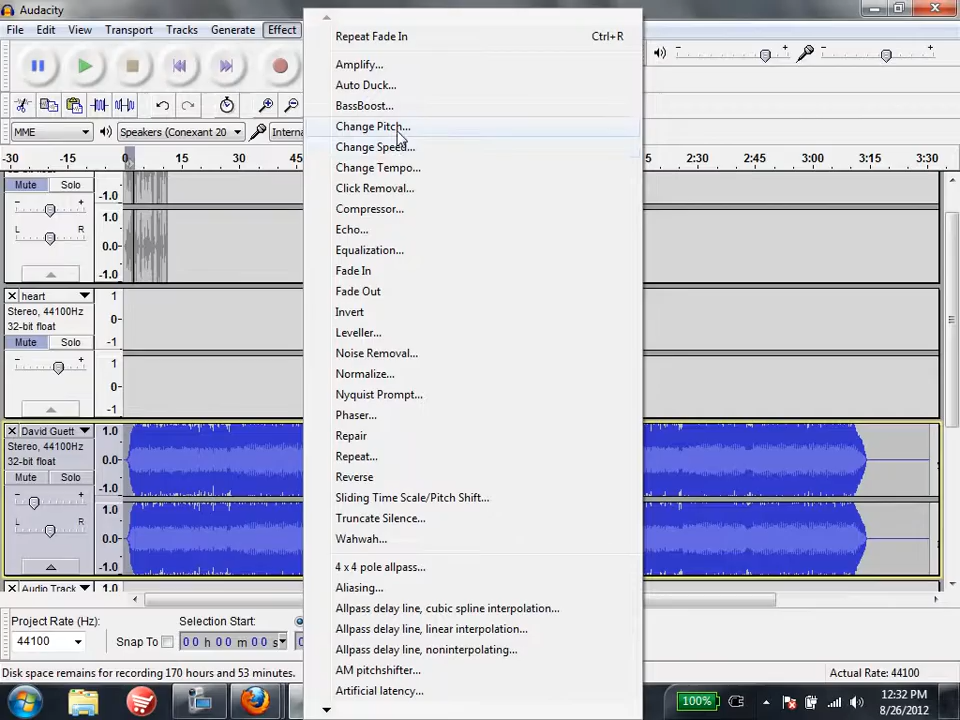 Audacity
File Edit View Transport Tracks Generate Effect
MME Speakers (Conexant 20 Interna
-30 -15 0 15 30 45 2:30 2:45 3:00 3:15 3:30
Mute Solo
- +
L R
-1.0
1.0
0.0
-1.0
heart
Stereo, 44100Hz
32-bit float
Mute Solo
- +
1
0
-1
1
0
-1
David Guett
Stereo, 44100Hz
32-bit float
Mute Solo
- +
L R
1.0
0.0
-1.0
1.0
0.0
-1.0
Audio Track 1.0
Repeat Fade In Ctrl+R
Amplify...
Auto Duck...
BassBoost...
Change Pitch...
Change Speed...
Change Tempo...
Click Removal...
Compressor...
Echo...
Equalization...
Fade In
Fade Out
Invert
Leveller...
Noise Removal...
Normalize...
Nyquist Prompt...
Phaser...
Repair
Repeat...
Reverse
Sliding Time Scale/Pitch Shift...
Truncate Silence...
Wahwah...
4 x 4 pole allpass...
Aliasing...
Allpass delay line, cubic spline interpolation...
Allpass delay line, linear interpolation...
Allpass delay line, noninterpolating...
AM pitchshifter...
Artificial latency...
Project Rate (Hz): Selection Start:
44100 Snap To 00 h 00 m 00 s
Disk space remains for recording 170 hours and 53 minutes. Actual Rate: 44100
100% 12:32 PM
8/26/2012